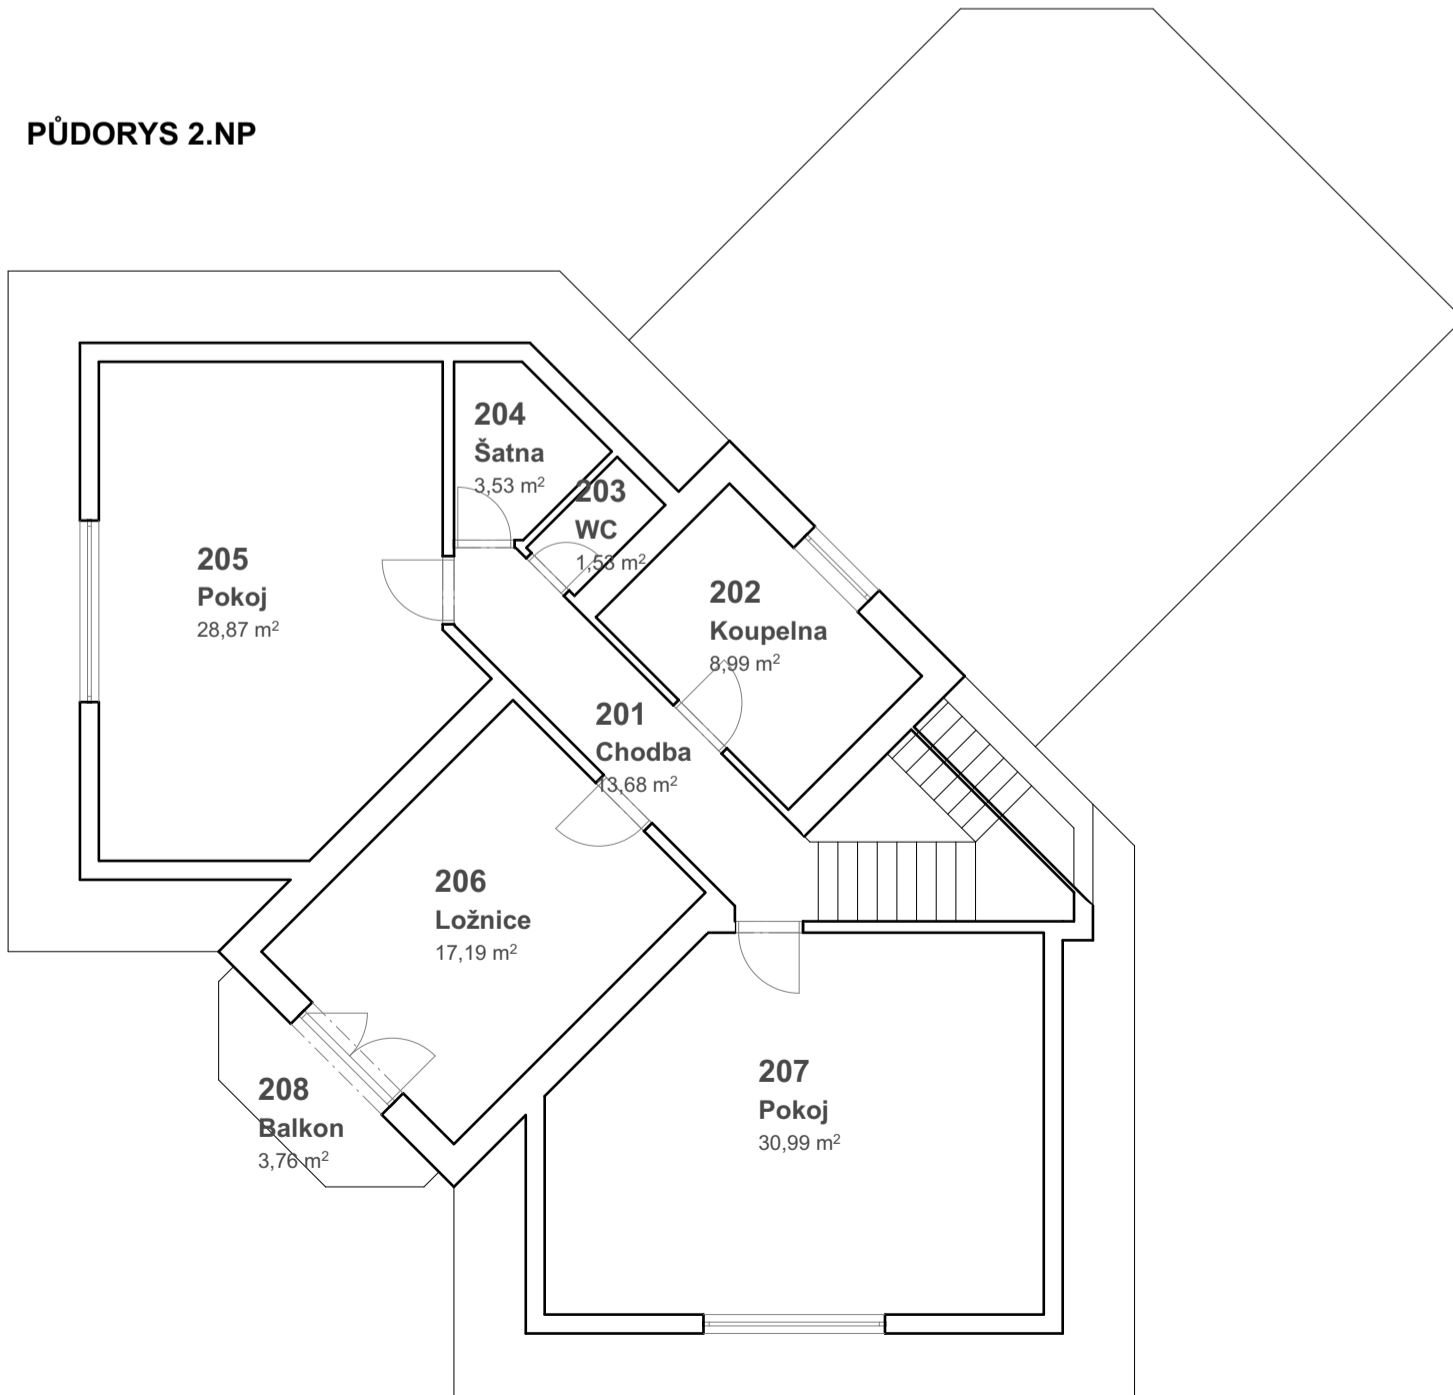 PŮDORYS 2.NP
204
Šatna
3,53 m²
203
WC
1,53 m²
205
Pokoj
28,87 m²
202
Koupelna
8,99 m²
201
Chodba
13,68 m²
206
Ložnice
17,19 m²
207
Pokoj
30,99 m²
208
Balkon
3,76 m²